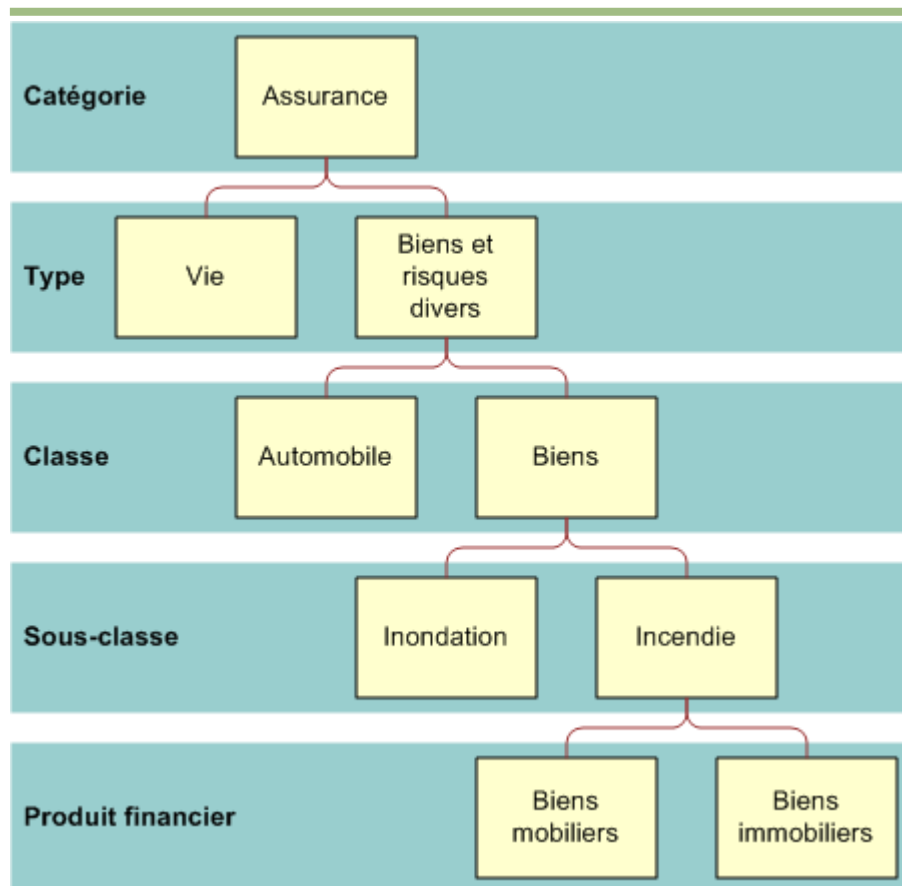 Catégorie
Assurance
Type
Vie
Biens et
risques
divers
Classe
Automobile
Biens
Sous-classe
Inondation
Incendie
Produit financier
Biens
mobiliers
Biens
immobiliers